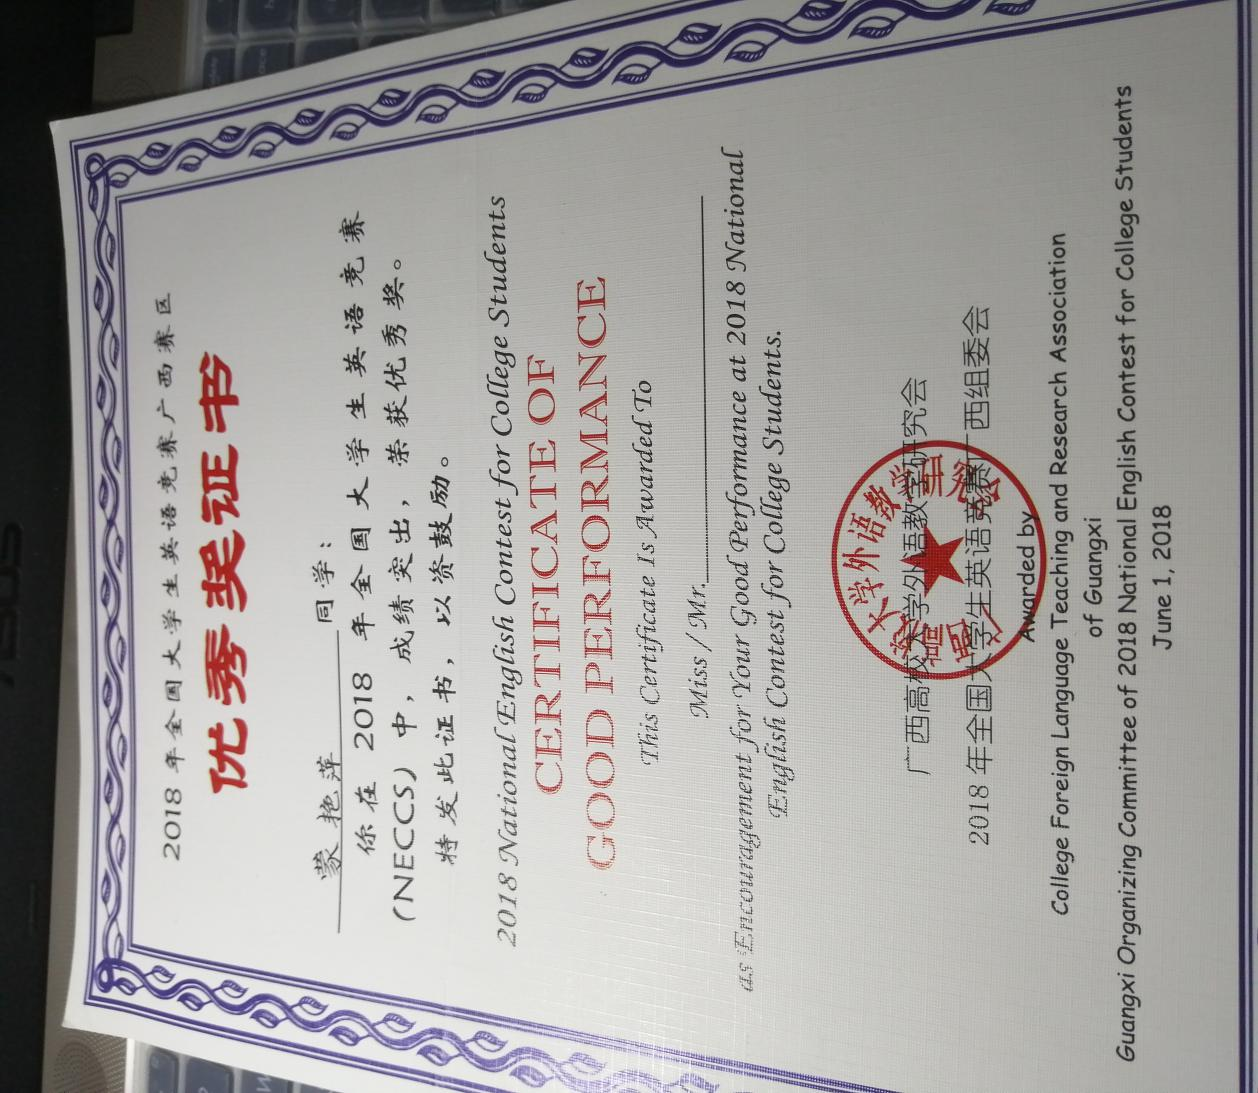 2018 年全国大学生英语竞赛广西赛区
优秀奖证书
蒙艳萍 同学：
你在 2018 年全国大学生英语竞赛
(NECCS) 中，成绩突出，荣获优秀奖。
特发此证书，以资鼓励。
2018 National English Contest for College Students
CERTIFICATE OF
GOOD PERFORMANCE
This Certificate Is Awarded To
Miss / Mr.
as Encouragement for Your Good Performance at 2018 National
English Contest for College Students.
广西高校大学外语教学研究会
2018 年全国大学生英语竞赛广西组委会
Awarded by
College Foreign Language Teaching and Research Association
of Guangxi
Guangxi Organizing Committee of 2018 National English Contest for College Students
June 1, 2018